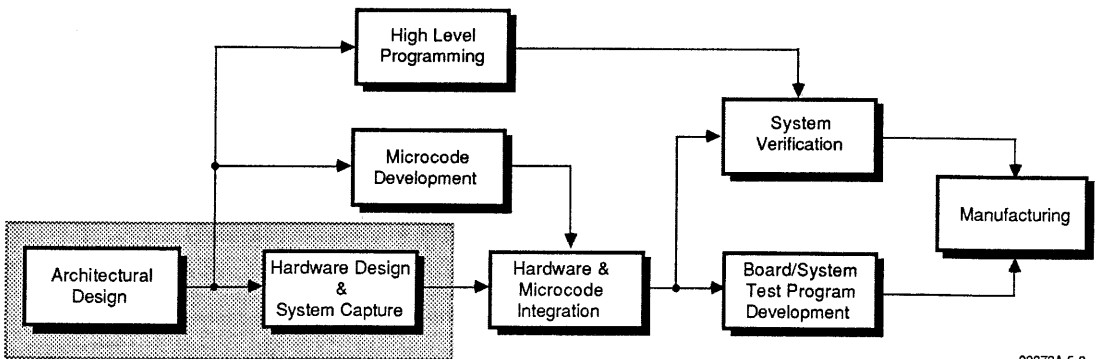 High Level
Programming
System
Verification
Microcode
Development
Manufacturing
Architectural
Design
Hardware Design
&
System Capture
Hardware &
Microcode
Integration
Board/System
Test Program
Development